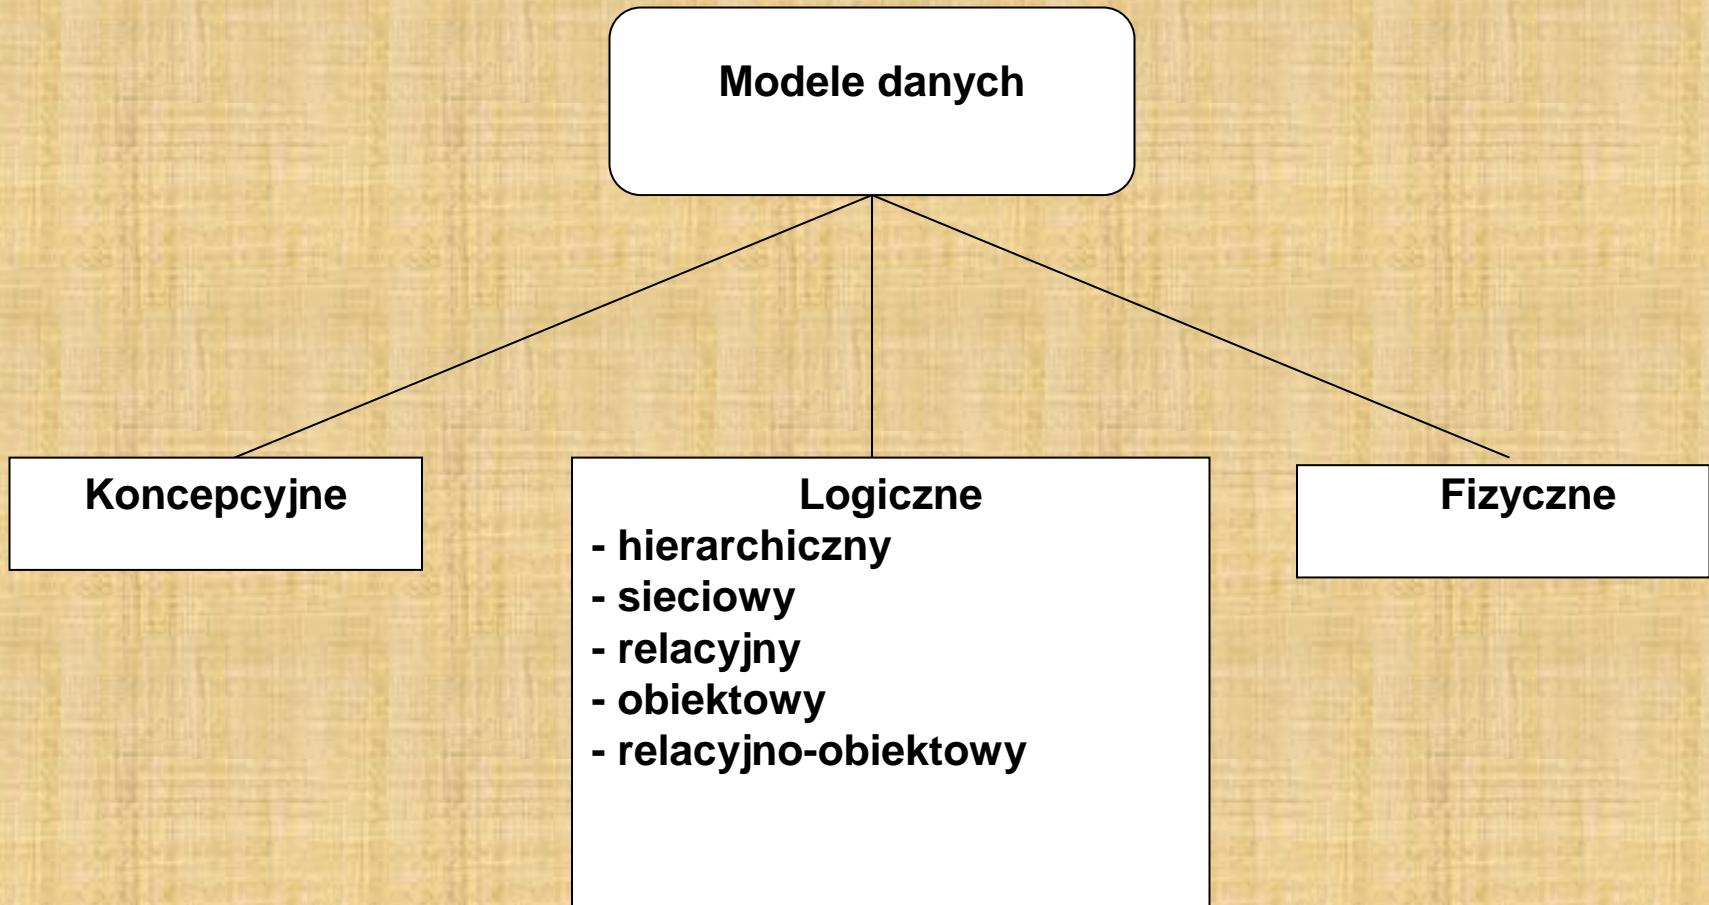 Modele danych
Koncepcyjne
Logiczne
- hierarchiczny
- sieciowy
- relacyjny
- obiektowy
- relacyjno-obiektowy
Fizyczne